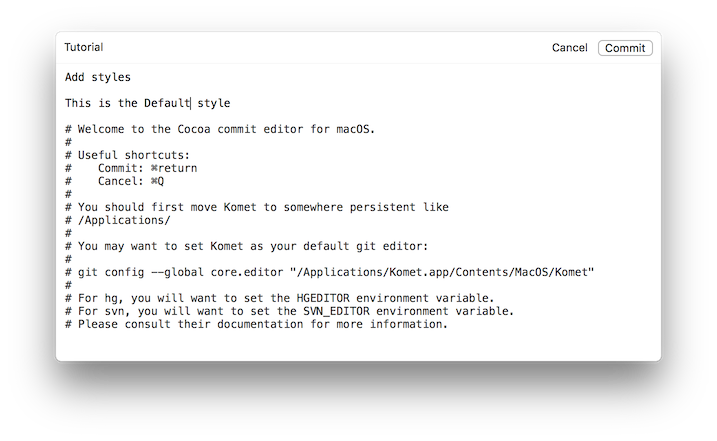 Tutorial
Cancel
Commit
Add styles
This is the Default style
# Welcome to the Cocoa commit editor for macOS.
#
# Useful shortcuts:
#    Commit: ⌘return
#    Cancel: ⌘Q
#
# You should first move Komet to somewhere persistent like
# /Applications/
#
# You may want to set Komet as your default git editor:
#
# git config --global core.editor "/Applications/Komet.app/Contents/MacOS/Komet"
#
# For hg, you will want to set the HGEDITOR environment variable.
# For svn, you will want to set the SVN_EDITOR environment variable.
# Please consult their documentation for more information.